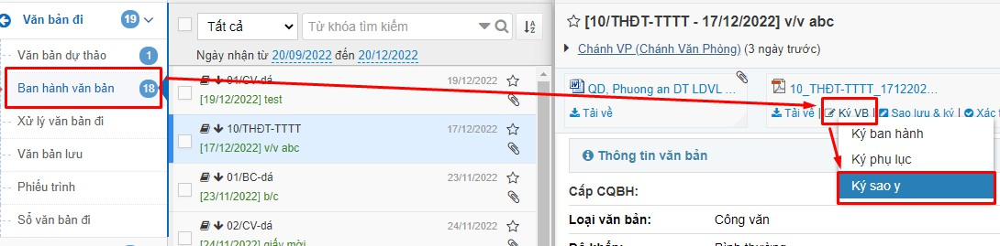 Văn bản đi 19
Văn bản dự thảo 1
Ban hành văn bản 18
Xử lý văn bản đi
Văn bản lưu
Phiếu trình
Sổ văn bản đi
Tất cả Từ khóa tìm kiếm
Ngày nhận từ 20/09/2022 đến 20/12/2022
01/CV-dá 19/12/2022
[19/12/2022] test
10/THĐT-TTTT 17/12/2022
[17/12/2022] v/v abc
01/BC-dá 23/11/2022
[23/11/2022] b/c
02/CV-dá 24/11/2022
[24/11/2022] giấy mời
[10/THĐT-TTTT - 17/12/2022] v/v abc
Chánh VP (Chánh Văn Phòng) (3 ngày trước)
QD, Phuong an DT LDVL ...
Tải về
10_THĐT-TTTT_1712202...
Tải về | Ký VB | Sao lưu & ký | Xác t
Ký ban hành
Ký phụ lục
Ký sao y
Thông tin văn bản
Cấp CQBH:
Loại văn bản: Công văn
Độ khẩn: Bình thường